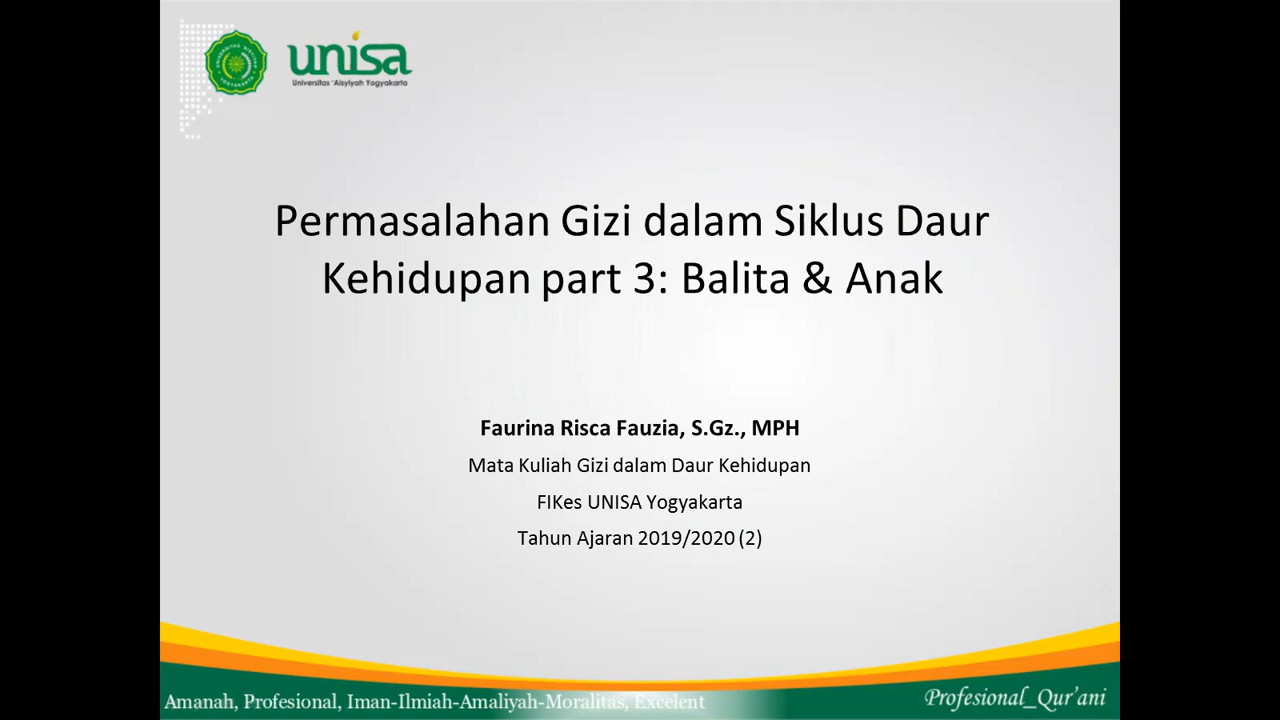 unisa
Universitas 'Aisyiyah Yogyakarta
Permasalahan Gizi dalam Siklus Daur
Kehidupan part 3: Balita & Anak
Faurina Risca Fauzia, S.Gz., MPH
Mata Kuliah Gizi dalam Daur Kehidupan
FIKes UNISA Yogyakarta
Tahun Ajaran 2019/2020 (2)
Amanah, Profesional, Iman-Ilmiah-Amaliyah-Moralitas, Excelent
Profesional_Qur'ani